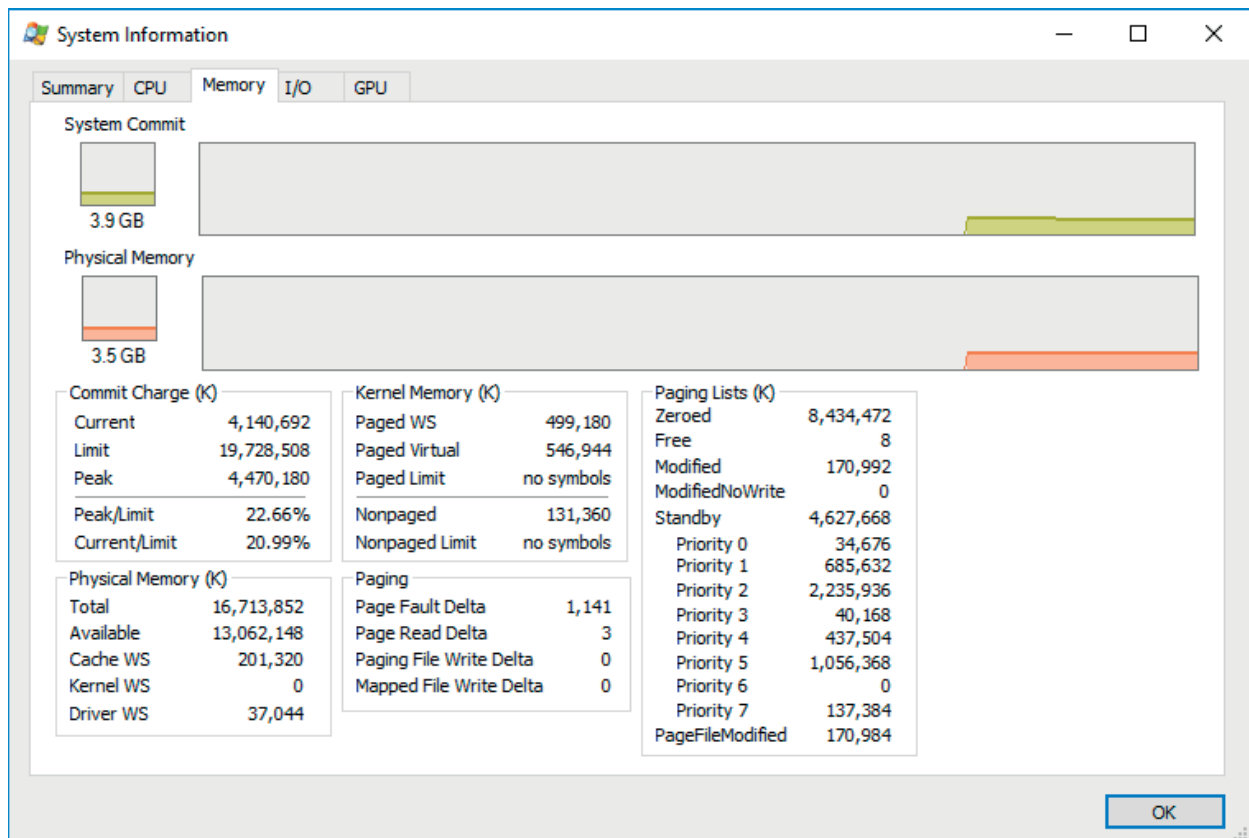 System Information
Summary CPU Memory I/O GPU
System Commit
3.9 GB
Physical Memory
3.5 GB
Commit Charge (K)
Current 4,140,692
Limit 19,728,508
Peak 4,470,180
Peak/Limit 22.66%
Current/Limit 20.99%
Physical Memory (K)
Total 16,713,852
Available 13,062,148
Cache WS 201,320
Kernel WS 0
Driver WS 37,044
Kernel Memory (K)
Paged WS 499,180
Paged Virtual 546,944
Paged Limit no symbols
Nonpaged 131,360
Nonpaged Limit no symbols
Paging
Page Fault Delta 1,141
Page Read Delta 3
Paging File Write Delta 0
Mapped File Write Delta 0
Paging Lists (K)
Zeroed 8,434,472
Free 8
Modified 170,992
ModifiedNoWrite 0
Standby 4,627,668
Priority 0 34,676
Priority 1 685,632
Priority 2 2,235,936
Priority 3 40,168
Priority 4 437,504
Priority 5 1,056,368
Priority 6 0
Priority 7 137,384
PageFileModified 170,984
OK